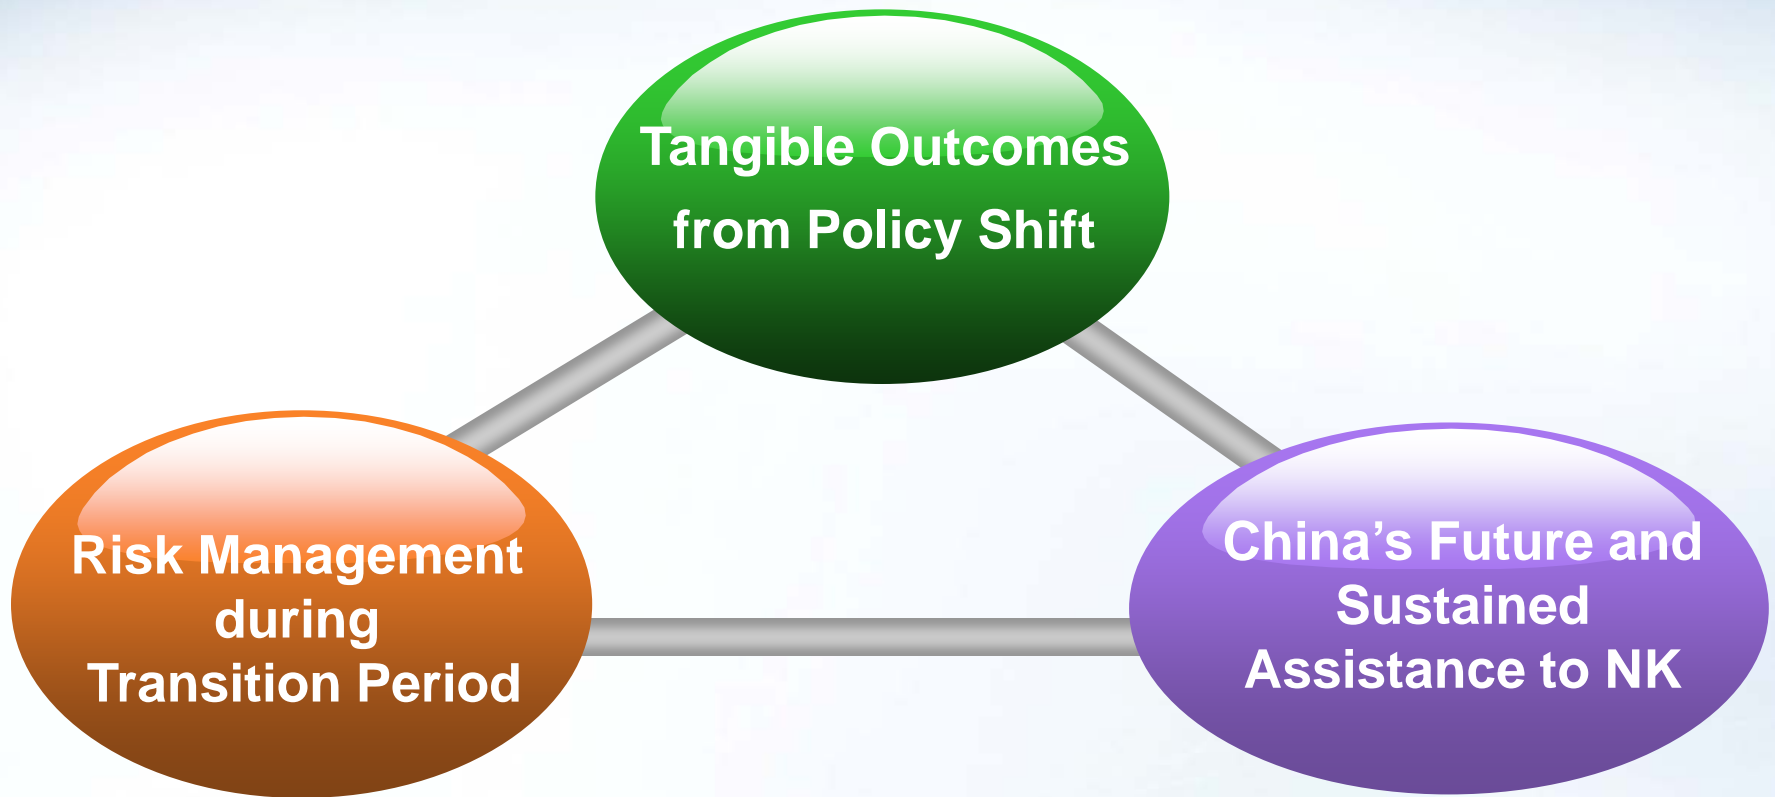 Tangible Outcomes
from Policy Shift
Risk Management
during
Transition Period
China’s Future and
Sustained
Assistance to NK